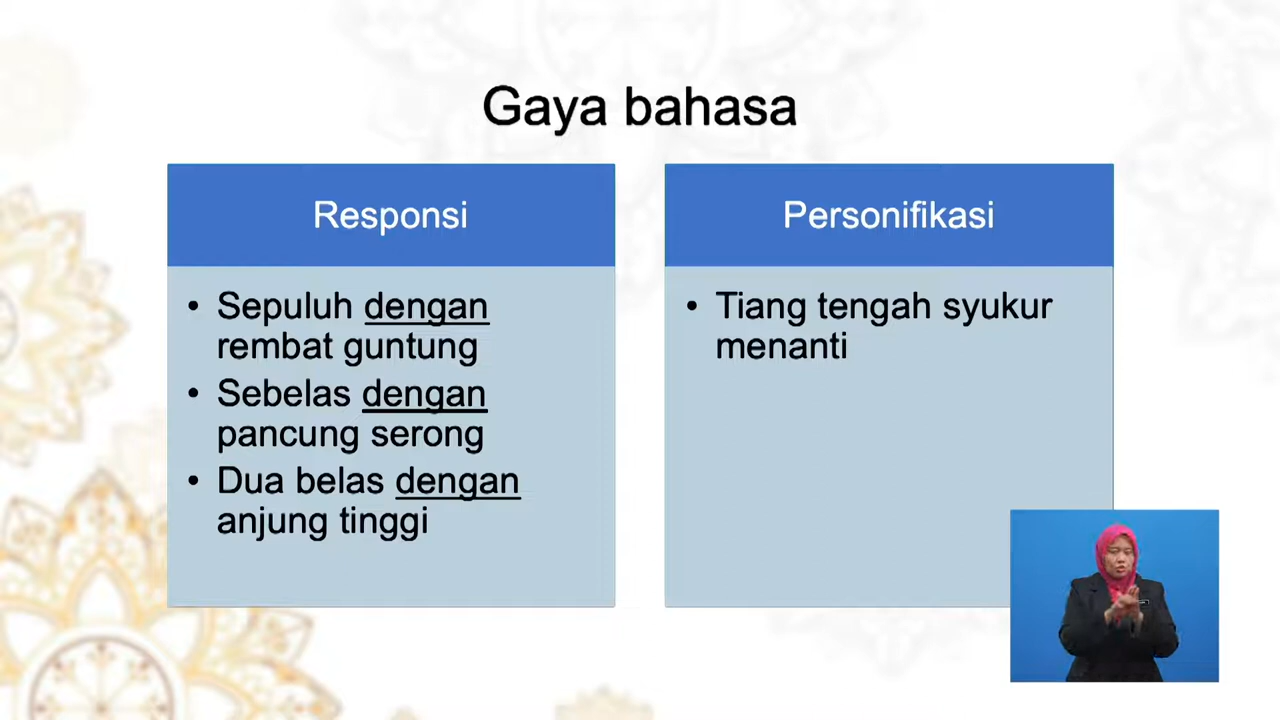 Gaya bahasa
Responsi
• Sepuluh dengan
rembat guntung
• Sebelas dengan
pancung serong
• Dua belas dengan
anjung tinggi
Personifikasi
• Tiang tengah syukur
menanti